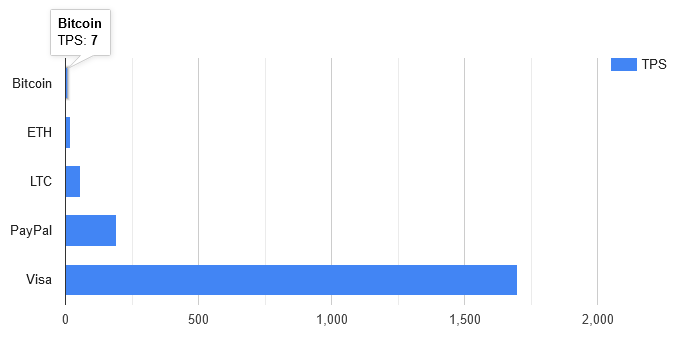 Bitcoin
TPS: 7
TPS
Bitcoin
ETH
LTC
PayPal
Visa
0 500 1,000 1,500 2,000